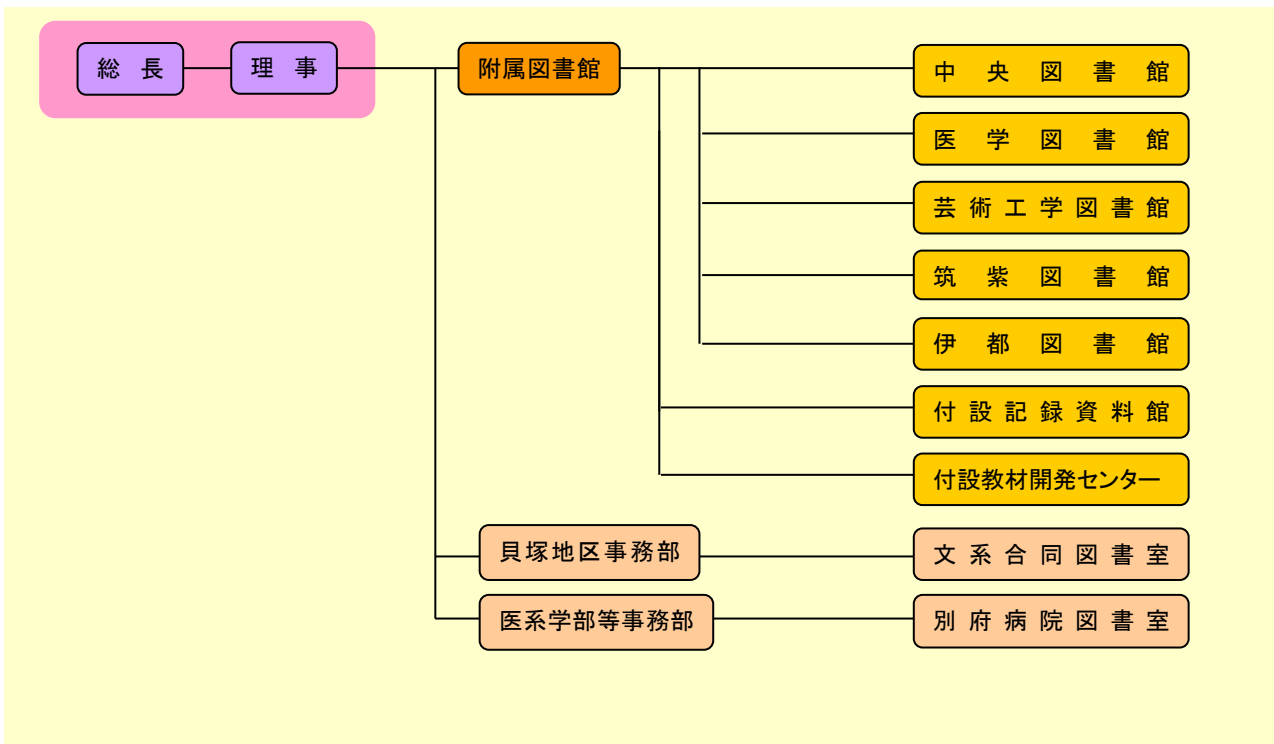 総長
理事
附属図書館
中央図書館
医学図書館
芸術工学図書館
筑紫図書館
伊都図書館
付設記録資料館
付設教材開発センター
貝塚地区事務部
文系合同図書室
医系学部等事務部
別府病院図書室